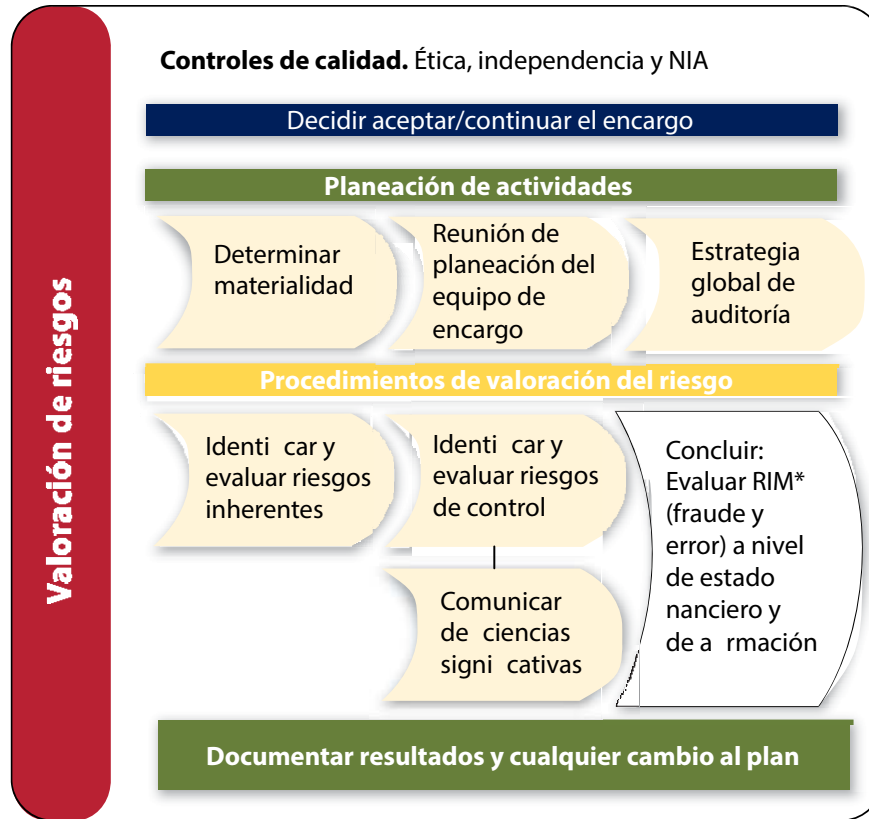 Valoración de riesgos
Controles de calidad. Ética, independencia y NIA
Decidir aceptar/continuar el encargo
Planeación de actividades
Determinar
materialidad
Reunión de
planeación del
equipo de
encargo
Estrategia
global de
auditoría
Procedimientos de valoración del riesgo
Identi car y
evaluar riesgos
inherentes
Identi car y
evaluar riesgos
de control
Comunicar
de ciencias
signi cativas
Concluir:
Evaluar RIM*
(fraude y
error) a nivel
de estado
nanciero y
de a rmación
Documentar resultados y cualquier cambio al plan